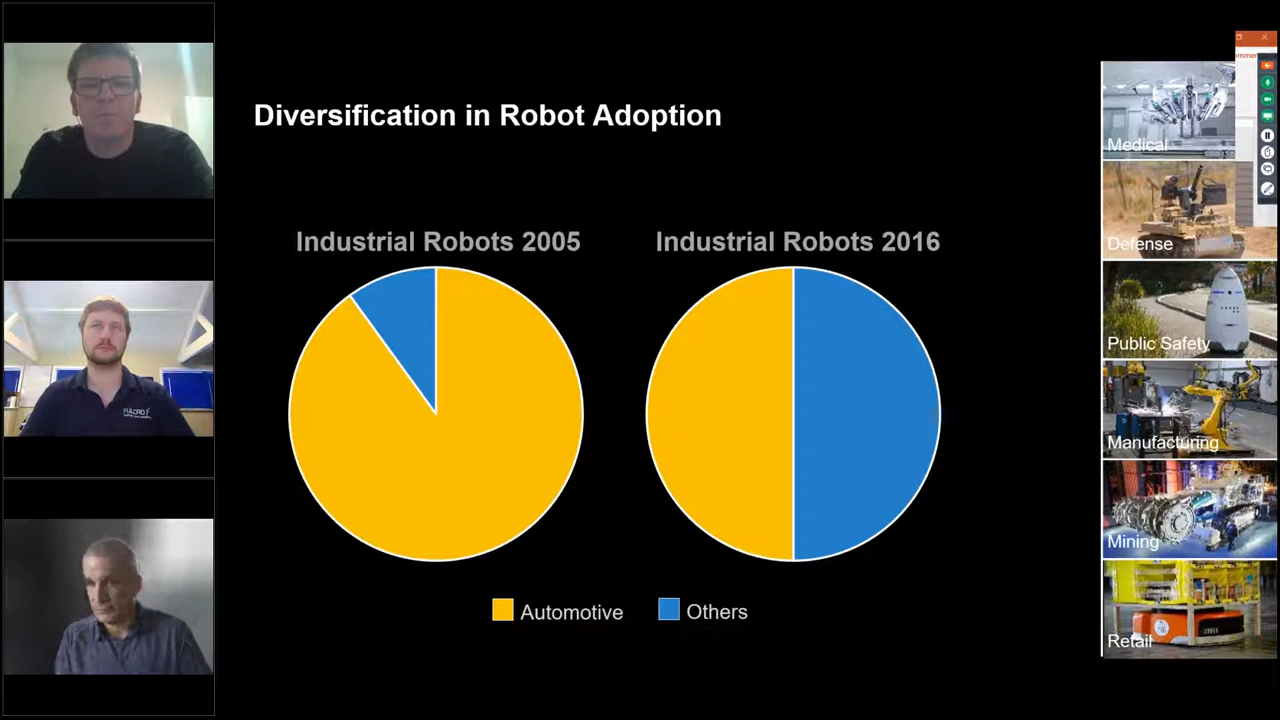 Diversification in Robot Adoption
Industrial Robots 2005
Industrial Robots 2016
Automotive
Others
Medical
Defense
Public Safety
Manufacturing
Mining
Retail